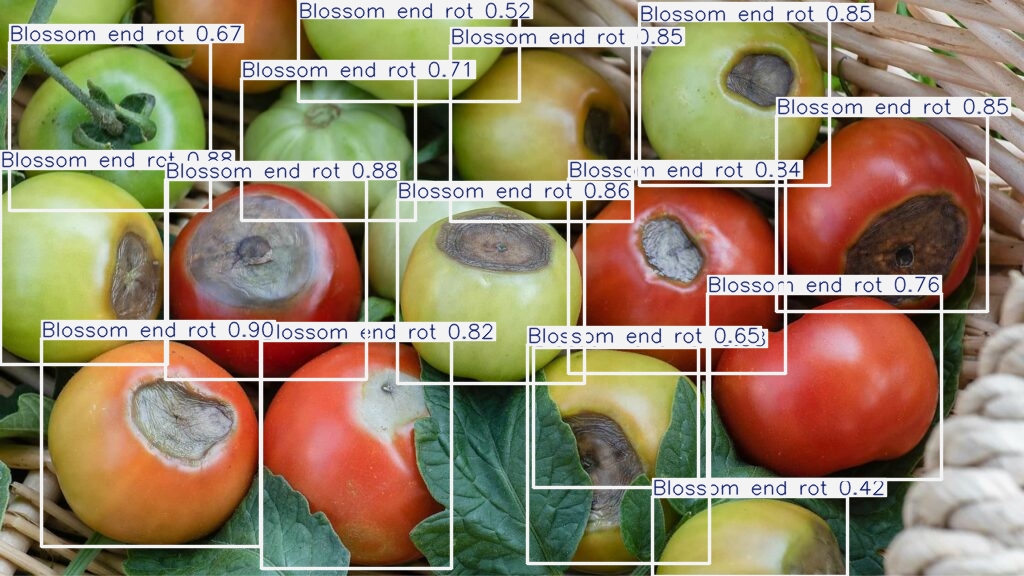 Blossom end rot 0.52
Blossom end rot 0.85
Blossom end rot 0.67
Blossom end rot 0.85
Blossom end rot 0.71
Blossom end rot 0.85
Blossom end rot 0.88
Blossom end rot 0.88
Blossom end rot 0.84
Blossom end rot 0.86
Blossom end rot 0.76
Blossom end rot 0.90
lossom end rot 0.82
Blossom end rot 0.65
Blossom end rot 0.42